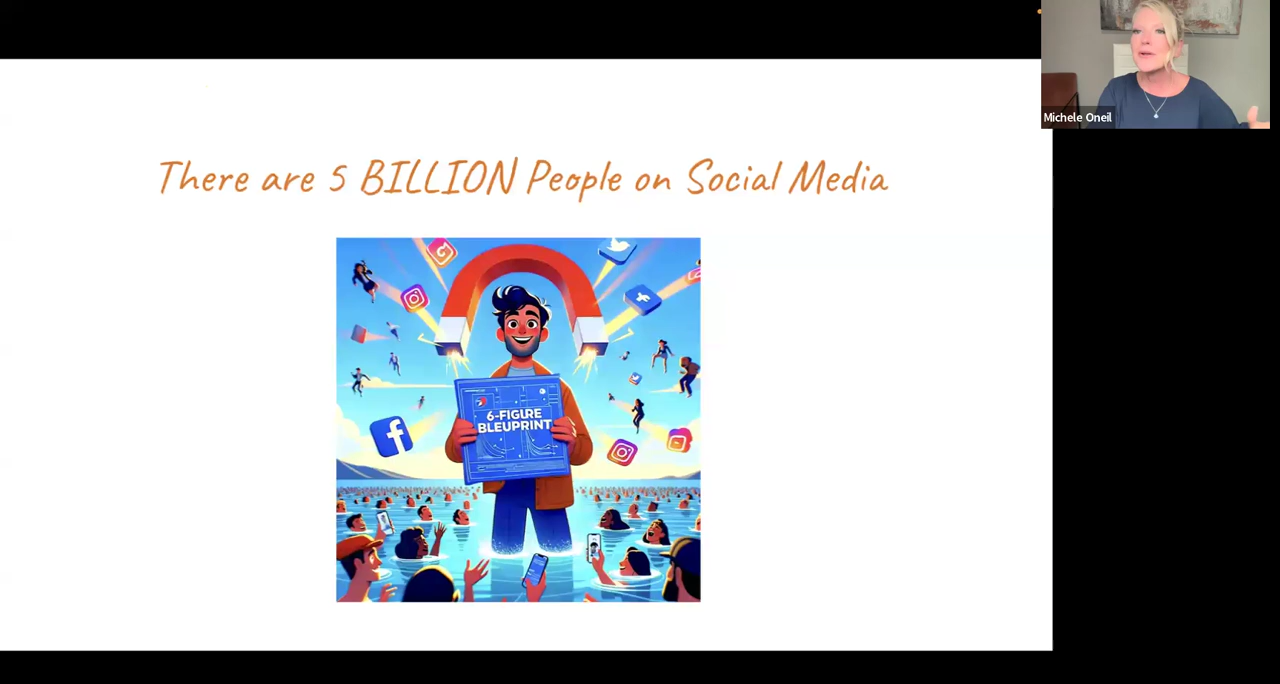 Michele Oneil
There are 5 BILLION People on Social Media
6-FIGURE
BLEUPRINT